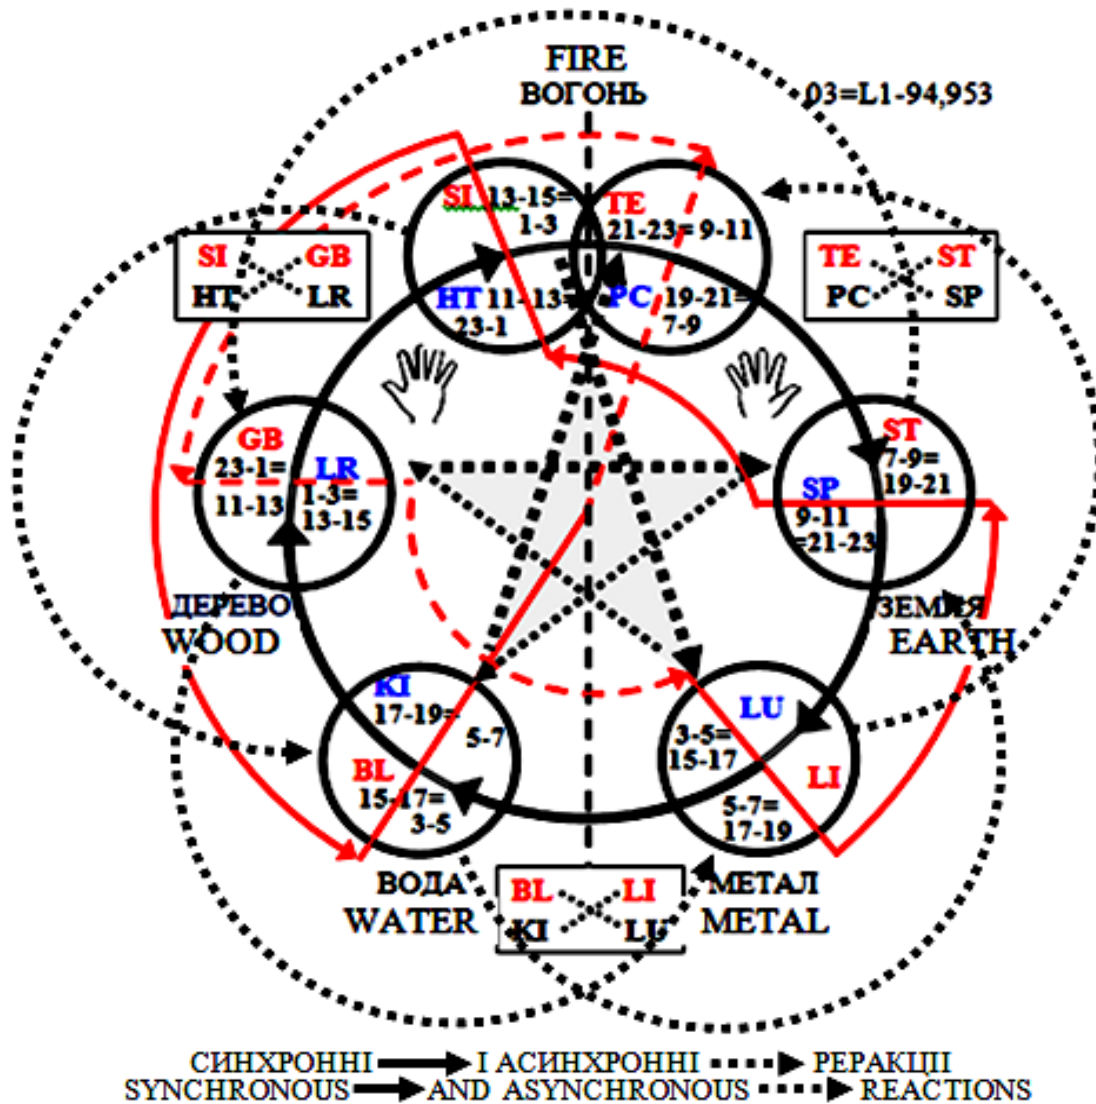 FIRE
ВОГОНЬ
03=L1-94,953
SI 13-15=
1-3
TE
21-23= 9-11
SI GB
HT LR
TE ST
PC SP
HT 11-13=
23-1
PC 19-21=
7-9
GB
23-1=
11-13
LR
1-3=
13-15
ST
7-9=
19-21
SP
9-11
=21-23
ДЕРЕВО
WOOD
ЗЕМЛЯ
EARTH
KI
17-19=
5-7
BL
15-17=
3-5
LU
3-5=
15-17
LI
5-7=
17-19
ВОДА
WATER
BL LI
KI LU
МЕТАЛ
METAL
СИНХРОННІ І АСИНХРОННІ РЕРАКЦІІ
SYNCHRONOUS AND ASYNCHRONOUS REACTIONS